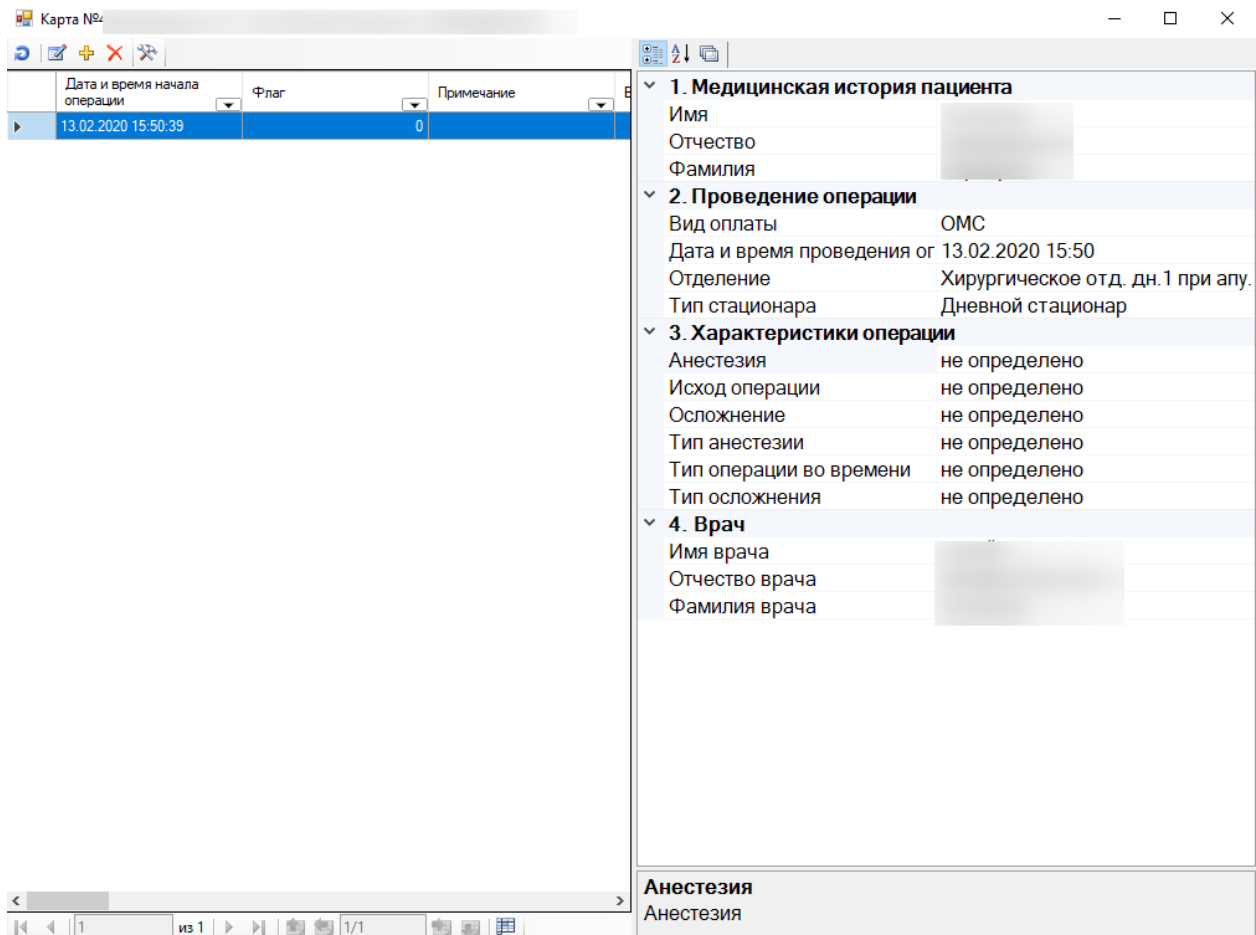 Карта №4
Дата и время начала операции
Флаг
Примечание
13.02.2020 15:50:39
0
из 1
1
1/1
1. Медицинская история пациента
Имя
Отчество
Фамилия
2. Проведение операции
Вид оплаты ОМС
Дата и время проведения ог 13.02.2020 15:50
Отделение Хирургическое отд. дн.1 при апу.
Тип стационара Дневной стационар
3. Характеристики операции
Анестезия не определено
Исход операции не определено
Осложнение не определено
Тип анестезии не определено
Тип операции во времени не определено
Тип осложнения не определено
4. Врач
Имя врача
Отчество врача
Фамилия врача
Анестезия
Анестезия